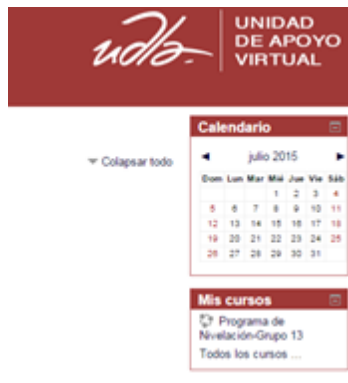 udla-
UNIDAD
DE APOYO
VIRTUAL
Colapsar todo
Calendario
◄ julio 2015 ►
Dom Lun Mar Mié Jue Vie Sáb
1 2 3 4
5 6 7 8 9 10 11
12 13 14 15 16 17 18
19 20 21 22 23 24 25
26 27 28 29 30 31
Mis cursos
Programa de
Nivelación-Grupo 13
Todos los cursos ...